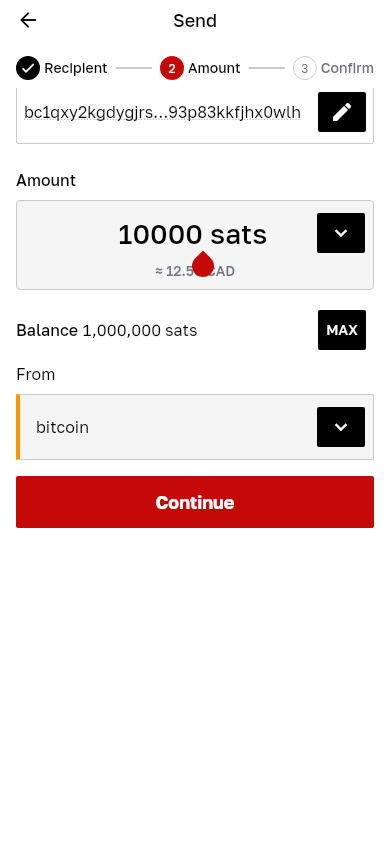 Send
Recipient
2 Amount
3 Confirm
bc1qxy2kgdygjrs...93p83kkfjhx0wlh
Amount
10000 sats
≈ 12.5 CAD
Balance 1,000,000 sats
MAX
From
bitcoin
Continue